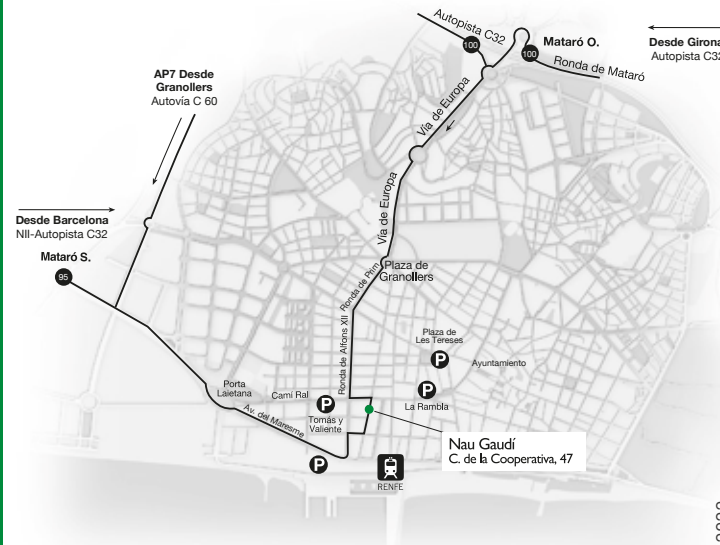 Autopista C32
100
Mataró O.
100
Ronda de Mataró
Desde Girona
Autopista C32
AP7 Desde
Granollers
Autovía C 60
Vía de Europa
Vía de Europa
Desde Barcelona
NII-Autopista C32
Mataró S.
95
Plaza de
Granollers
Ronda de Prim
Ronda de Alfons XII
Plaza de
Les Tereses
P
Ayuntamiento
Porta
Laietana
Camí Ral
P
P
La Rambla
Tomás y
Valiente
Av. del Maresme
Nau Gaudí
C. de la Cooperativa, 47
P
RENFE